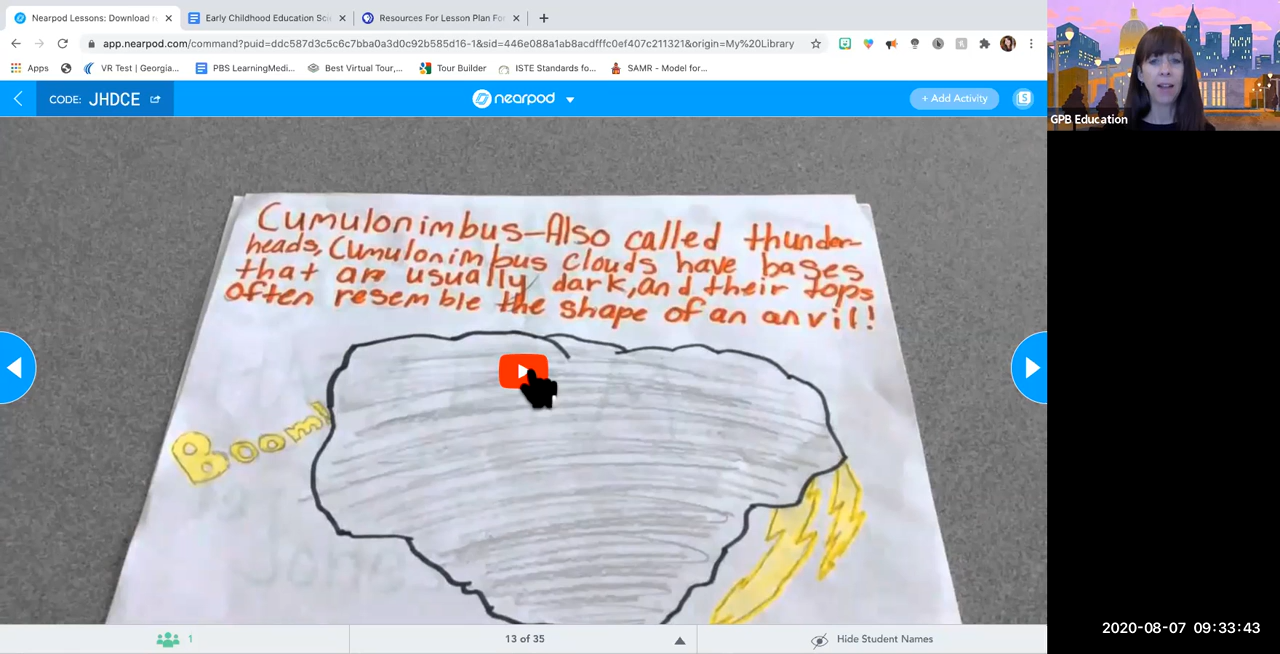 Nearpod Lessons: Download r
Early Childhood Education Sci
Resources For Lesson Plan For
app.nearpod.com/command?puid=ddc587d3c5c6c7bba0a3d0c92b585d16-1&sid=446e088a1ab8acdfffc0ef407c211321&origin=My%20Library
Apps
VR Test | Georgia...
PBS LearningMedi...
Best Virtual Tour,...
Tour Builder
ISTE Standards fo...
SAMR - Model for...
CODE: JHDCE
nearpod
+ Add Activity
S
GPB Education
Cumulonimbus-Also called thunder-
heads, Cumulonimbus clouds have bases
that are usually dark, and their tops
often resemble the shape of an anvil!
Boom!
1
13 of 35
Hide Student Names
2020-08-07 09:33:43